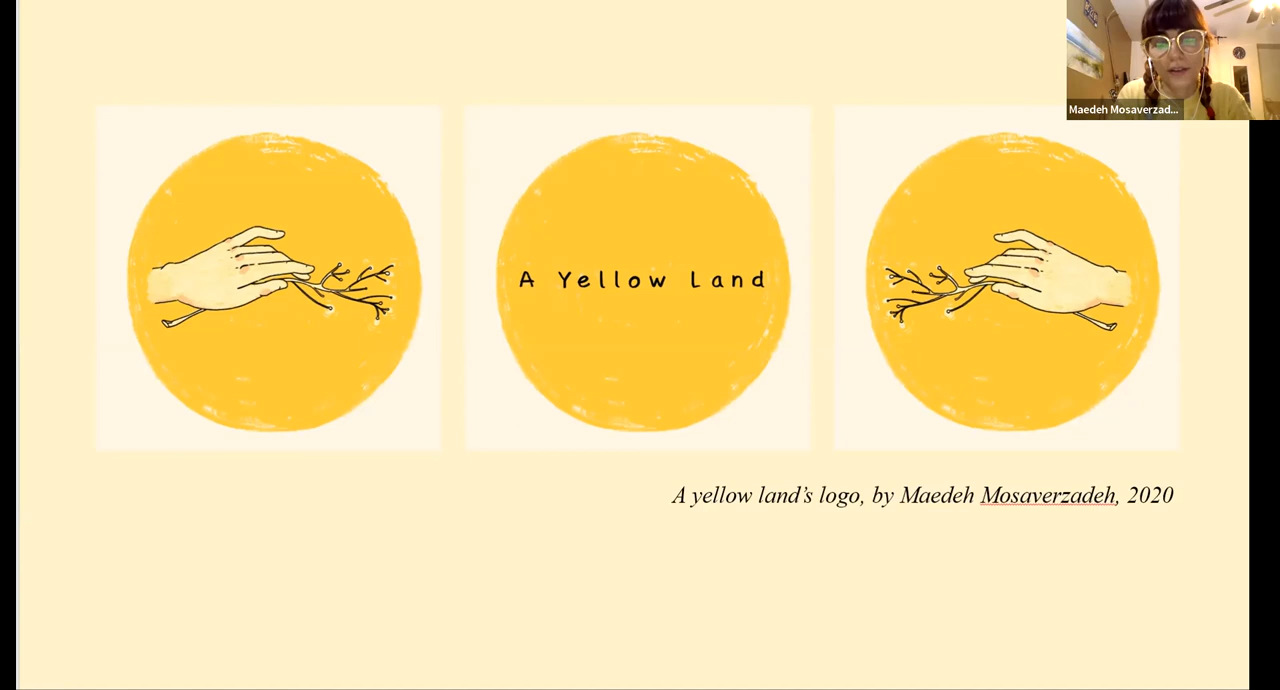 Maedeh Mosaverzad...
A Yellow Land
A yellow land’s logo, by Maedeh Mosaverzadeh, 2020